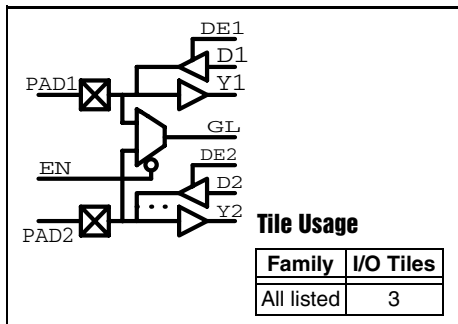 DE1
D1
PAD1
Y1
GL
EN
DE2
D2
PAD2
Y2
Tile Usage
Family I/O Tiles
All listed 3